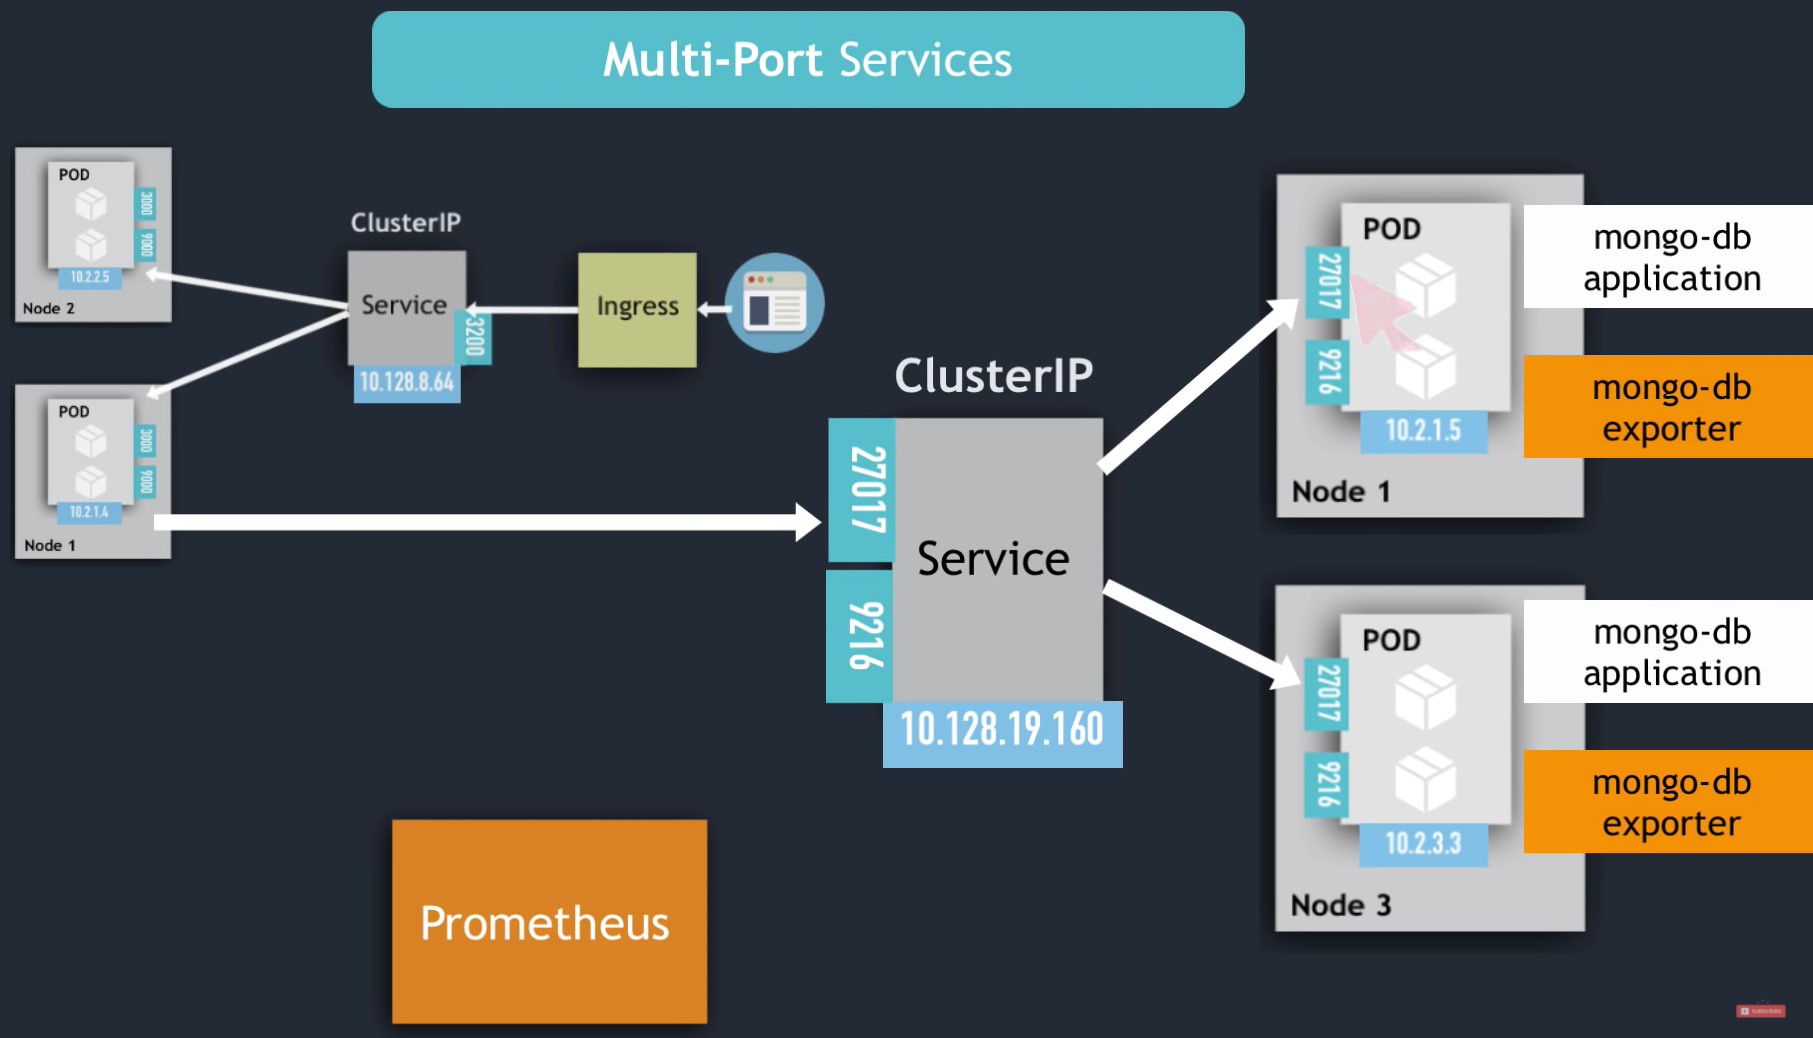 Multi-Port Services
POD
3000
9000
10.2.2.5
Node 2
ClusterIP
Service
3200
10.128.8.64
Ingress
POD
3000
9000
10.2.1.4
Node 1
ClusterIP
27017
9216
Service
10.128.19.160
POD
27017
9216
10.2.1.5
Node 1
mongo-db
application
mongo-db
exporter
POD
27017
9216
10.2.3.3
Node 3
mongo-db
application
mongo-db
exporter
Prometheus
SUBSCRIBE